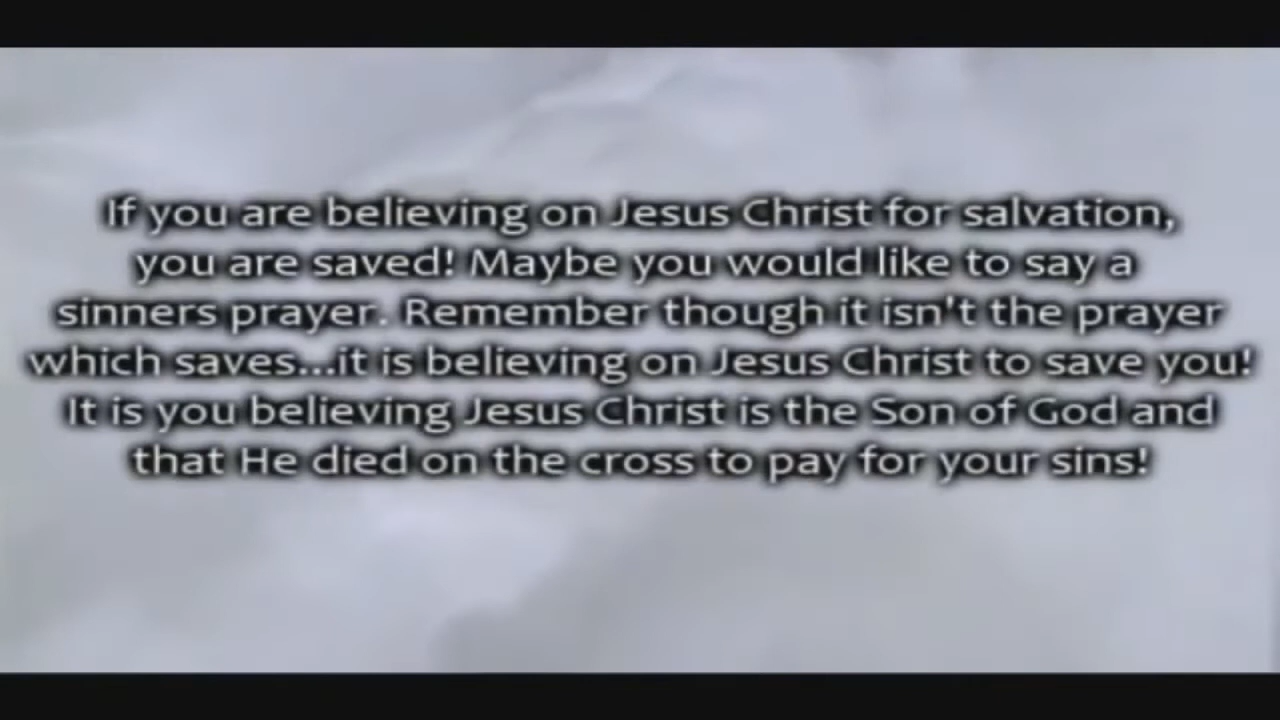 If you are believing on Jesus Christ for salvation,
you are saved! Maybe you would like to say a
sinners prayer. Remember though it isn't the prayer
which saves...it is believing on Jesus Christ to save you!
It is you believing Jesus Christ is the Son of God and
that He died on the cross to pay for your sins!